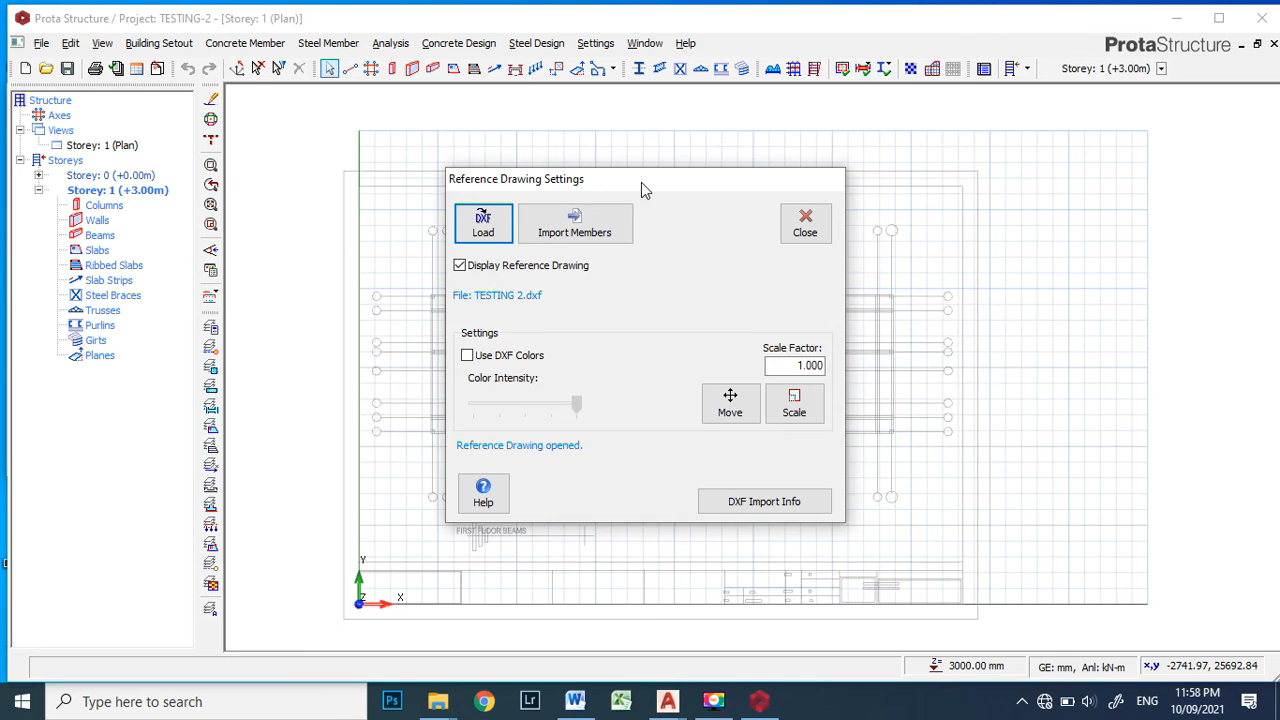 Prota Structure / Project: TESTING-2 - [Storey: 1 (Plan)]
File Edit View Building Setout Concrete Member Steel Member Analysis Concrete Design Steel Design Settings Window Help
ProtaStructure
Storey: 1 (+3.00m)
Structure
Axes
Views
Storey: 1 (Plan)
Storeys
Storey: 0 (+0.00m)
Storey: 1 (+3.00m)
Columns
Walls
Beams
Slabs
Ribbed Slabs
Slab Strips
Steel Braces
Trusses
Purlins
Girts
Planes
Reference Drawing Settings
DXF
Load
Import Members
Close
Display Reference Drawing
File: TESTING 2.dxf
Settings
Use DXF Colors
Scale Factor:
1.000
Color Intensity:
Move
Scale
Reference Drawing opened.
Help
DXF Import Info
FIRST FLOOR BEAMS
Y
Z
X
Z= 3000.00 mm
GE: mm, Anl: kN-m
x,y -2741.97, 25692.84
Type here to search
Ps
Lr
ENG
11:58 PM
10/09/2021